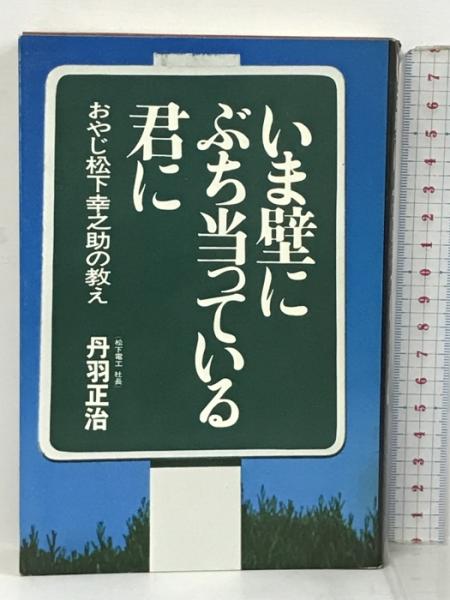 いま壁に
ぶち当っている
君に
おやじ松下幸之助の教え
(松下電工 社長)
丹羽正治